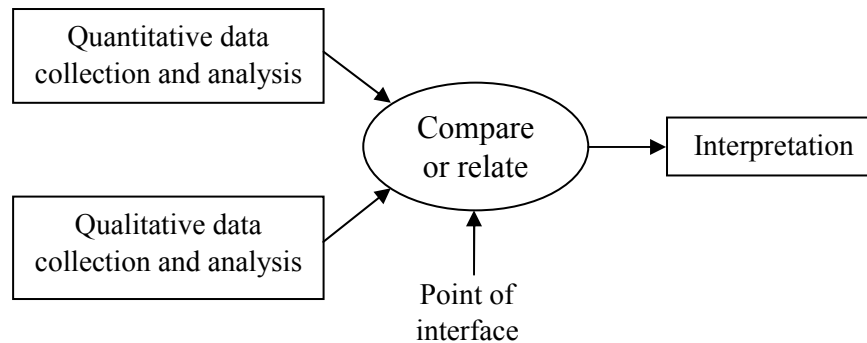 Quantitative data
collection and analysis
Compare
or relate
Interpretation
Qualitative data
collection and analysis
Point of
interface